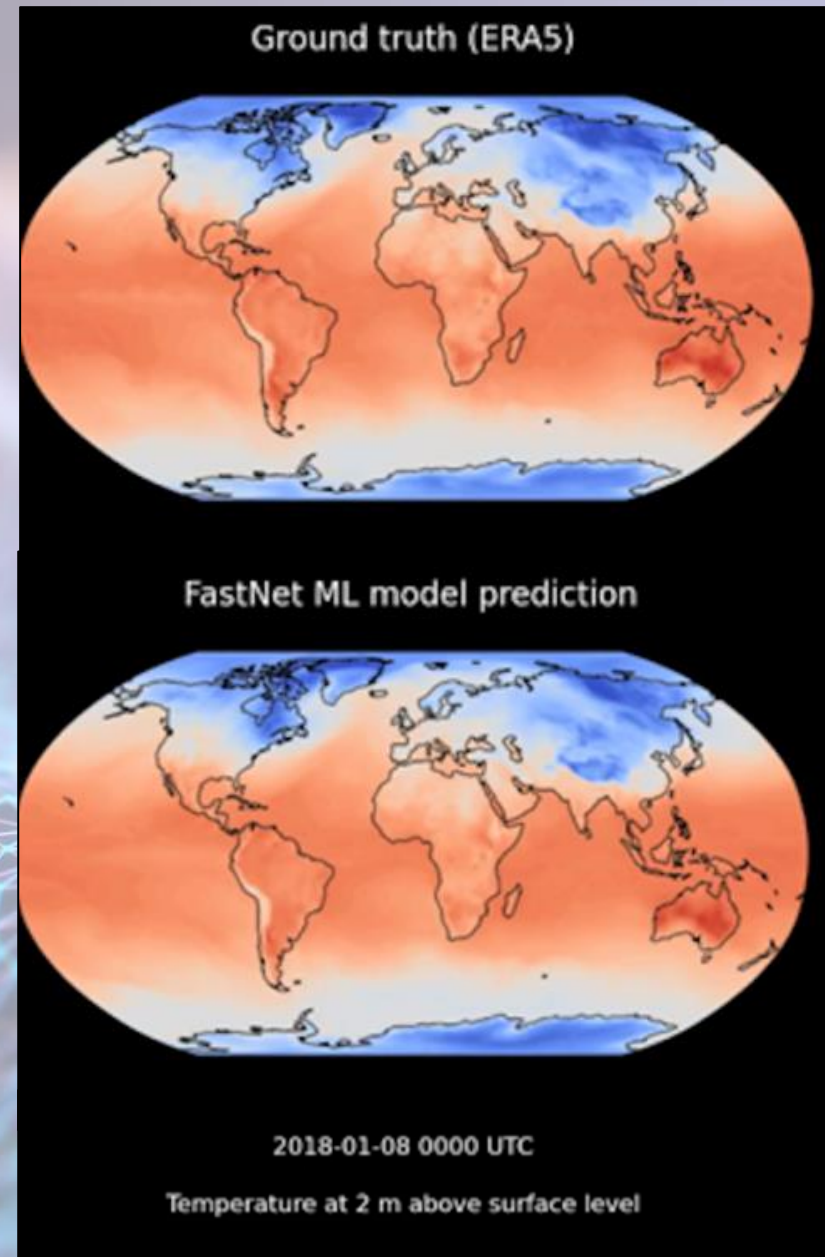 Ground truth (ERA5)
FastNet ML model prediction
2018-01-08 0000 UTC
Temperature at 2 m above surface level